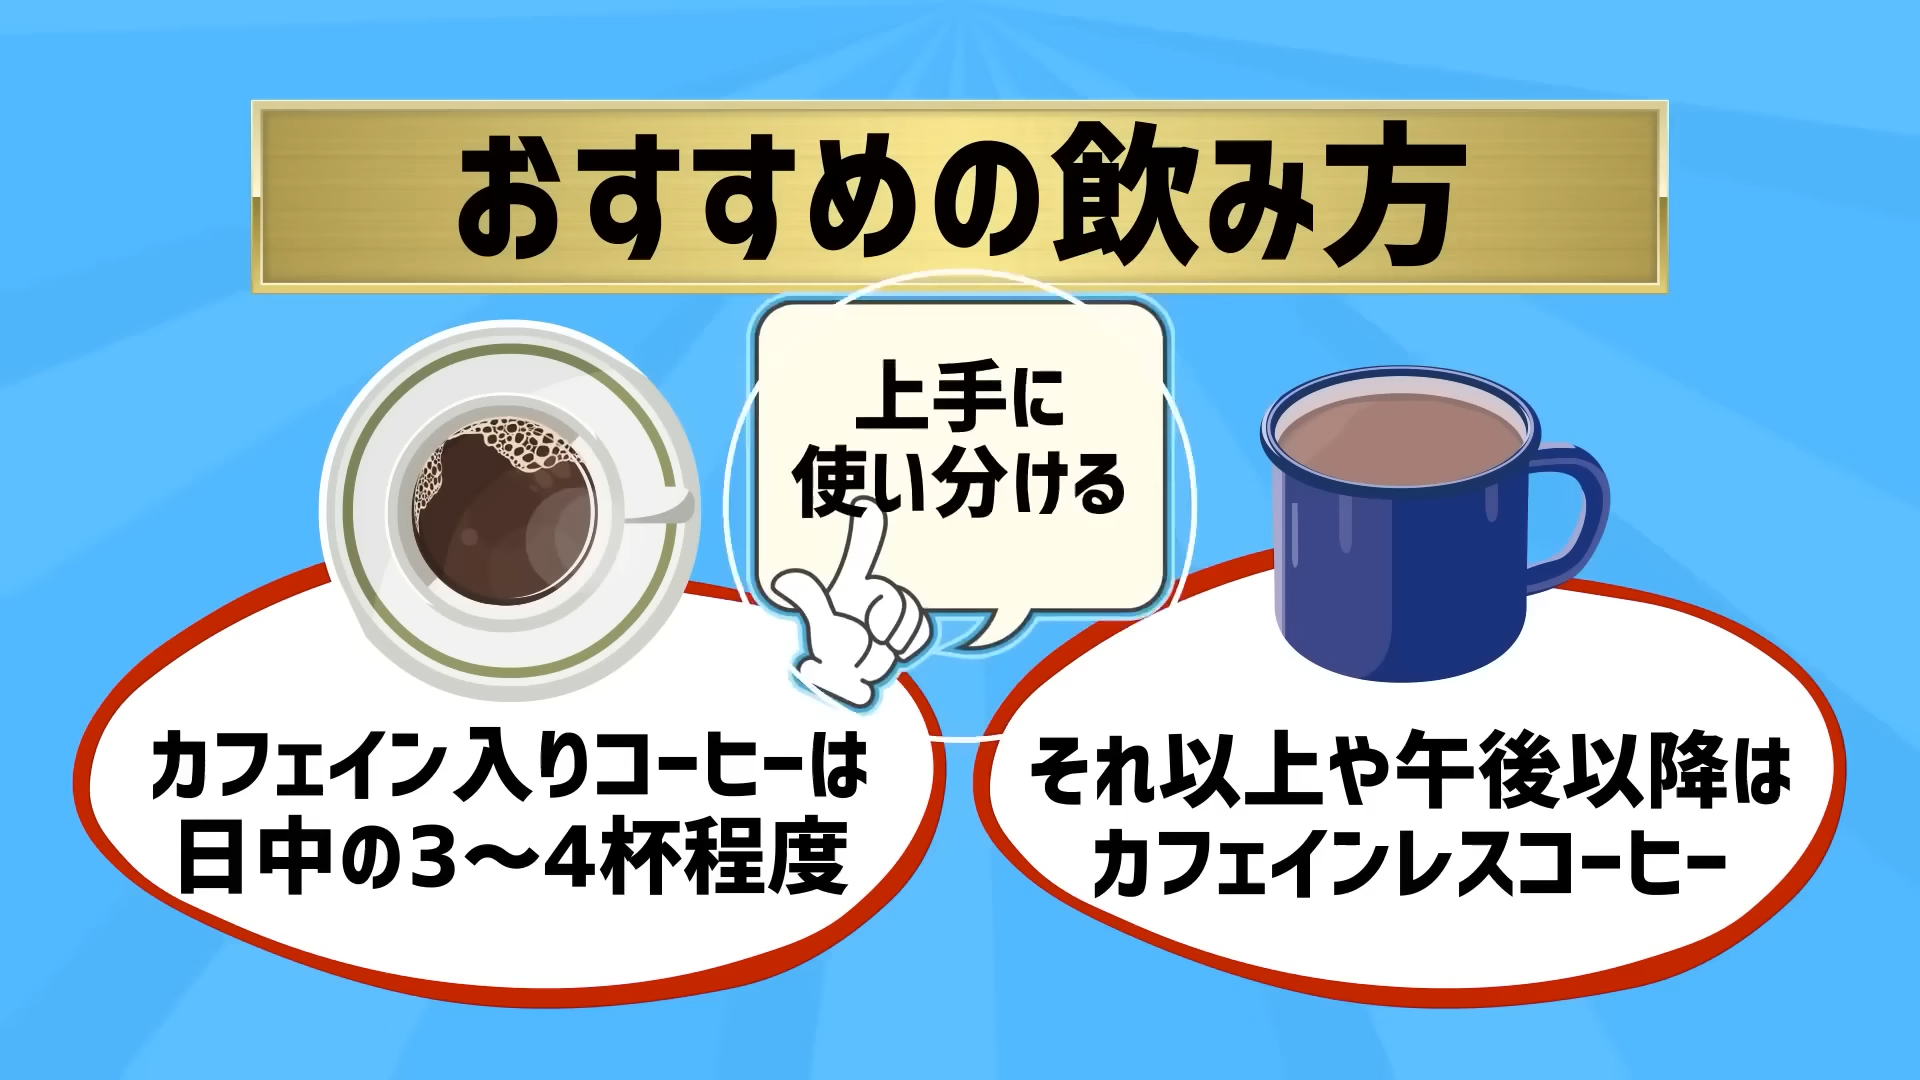 おすすめの飲み方
上手に
使い分ける
カフェイン入りコーヒーは
日中の3〜4杯程度
それ以上や午後以降は
カフェインレスコーヒー